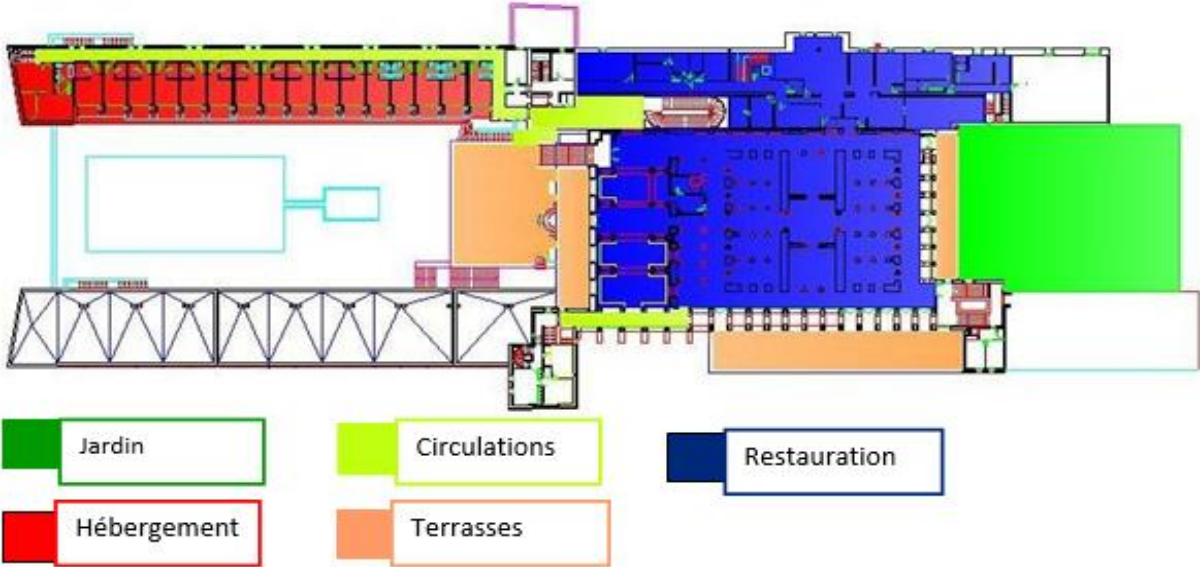 Jardin
Circulations
Restauration
Hébergement
Terrasses